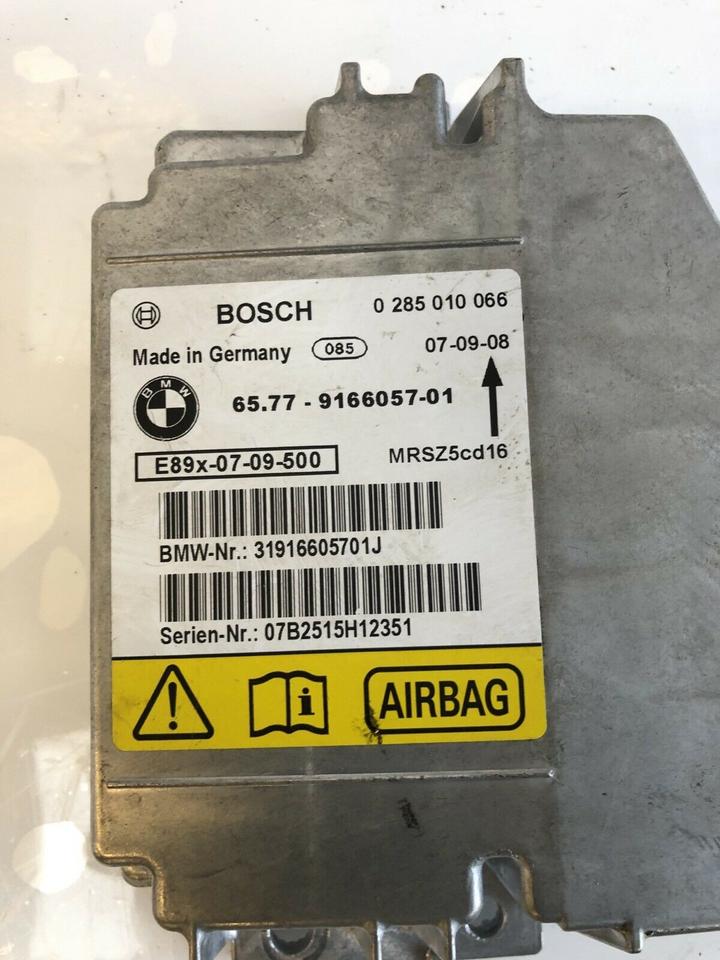 BOSCH 0 285 010 066
Made in Germany 085 07-09-08
BMW
65.77 - 9166057-01
E89x-07-09-500 MRSZ5cd16
BMW-Nr.: 31916605701J
Serien-Nr.: 07B2515H12351
! i AIRBAG